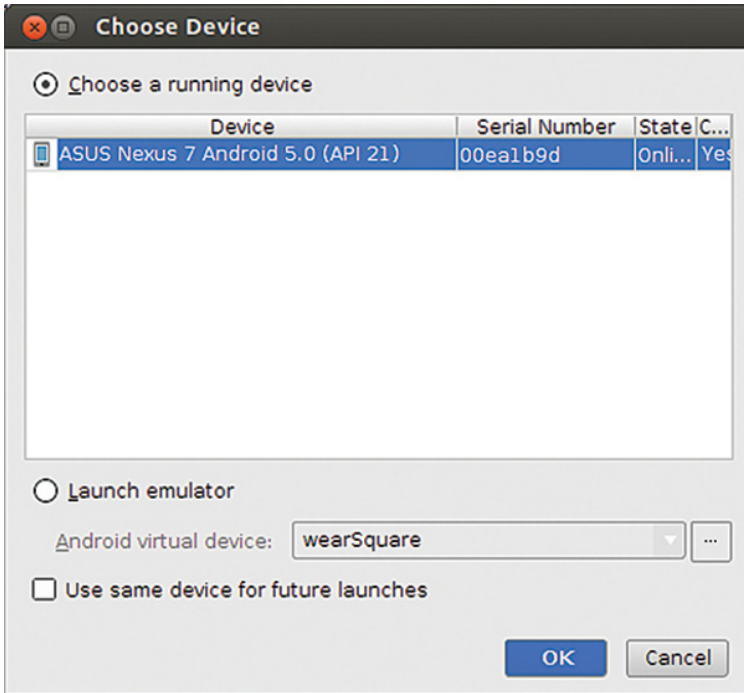 Choose Device
Choose a running device
Device Serial Number State C...
ASUS Nexus 7 Android 5.0 (API 21) 00ea1b9d Onli... Yes
Launch emulator
Android virtual device: wearSquare ...
Use same device for future launches
OK Cancel